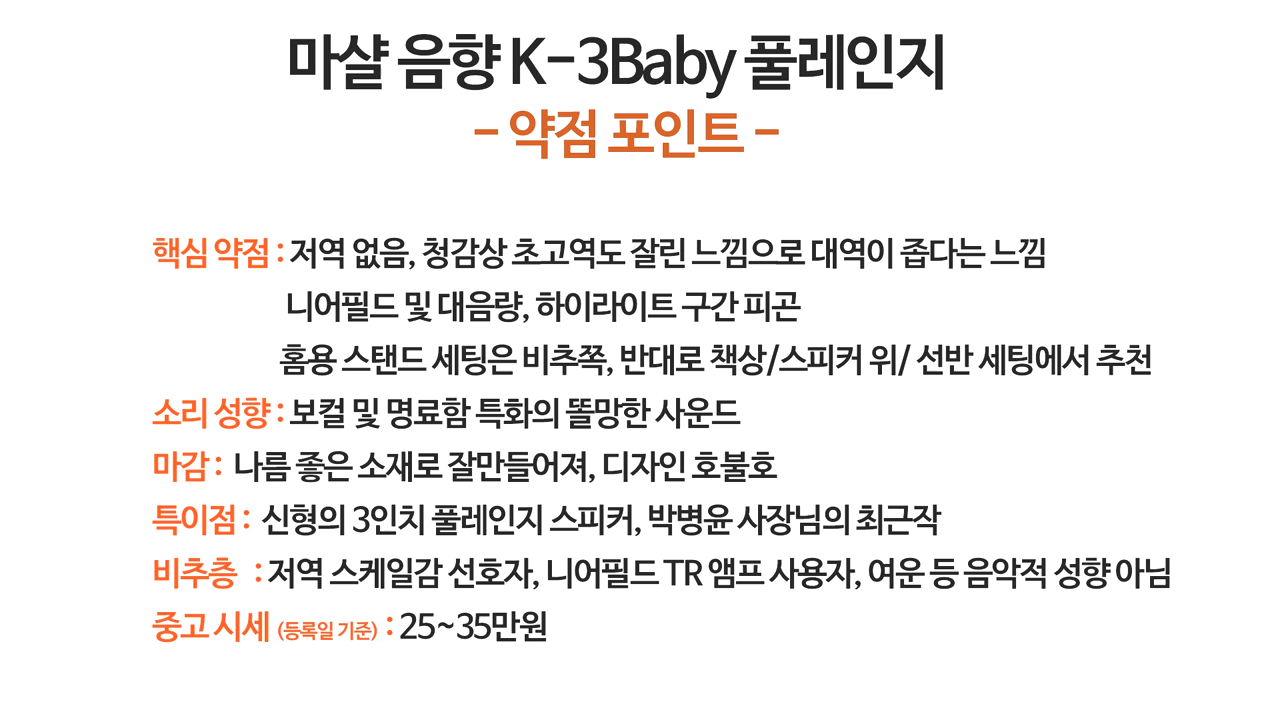 마샬 음향 K-3Baby 풀레인지
- 약점 포인트 -
핵심 약점 : 저역 없음, 청감상 초고역도 잘린 느낌으로 대역이 좁다는 느낌
니어필드 및 대음량, 하이라이트 구간 피곤
홈용 스탠드 세팅은 비추쪽, 반대로 책상/스피커 위/ 선반 세팅에서 추천
소리 성향 : 보컬 및 명료함 특화의 똘망한 사운드
마감 : 나름 좋은 소재로 잘만들어져, 디자인 호불호
특이점 : 신형의 3인치 풀레인지 스피커, 박병윤 사장님의 최근작
비추층 : 저역 스케일감 선호자, 니어필드 TR 앰프 사용자, 여운 등 음악적 성향 아님
중고 시세 (등록일 기준) : 25~35만원